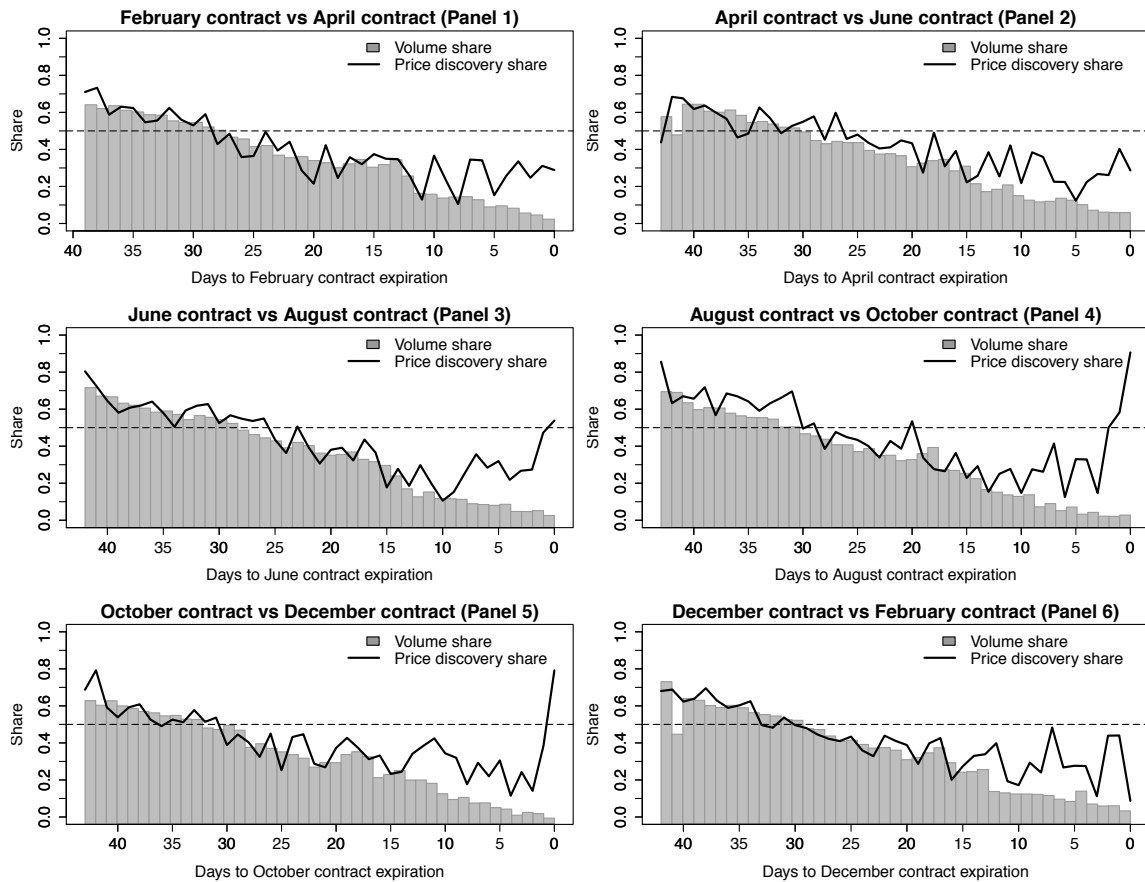 February contract vs April contract (Panel 1)
Share
0.0 0.2 0.4 0.6 0.8 1.0
Volume share
Price discovery share
40 35 30 25 20 15 10 5 0
Days to February contract expiration
April contract vs June contract (Panel 2)
Share
0.0 0.2 0.4 0.6 0.8 1.0
Volume share
Price discovery share
40 35 30 25 20 15 10 5 0
Days to April contract expiration
June contract vs August contract (Panel 3)
Share
0.0 0.2 0.4 0.6 0.8 1.0
Volume share
Price discovery share
40 35 30 25 20 15 10 5 0
Days to June contract expiration
August contract vs October contract (Panel 4)
Share
0.0 0.2 0.4 0.6 0.8 1.0
Volume share
Price discovery share
40 35 30 25 20 15 10 5 0
Days to August contract expiration
October contract vs December contract (Panel 5)
Share
0.0 0.2 0.4 0.6 0.8 1.0
Volume share
Price discovery share
40 35 30 25 20 15 10 5 0
Days to October contract expiration
December contract vs February contract (Panel 6)
Share
0.0 0.2 0.4 0.6 0.8 1.0
Volume share
Price discovery share
40 35 30 25 20 15 10 5 0
Days to December contract expiration